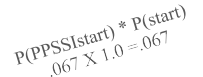 P(PPSSIstart) * P(start)
.067 X 1.0 =.067